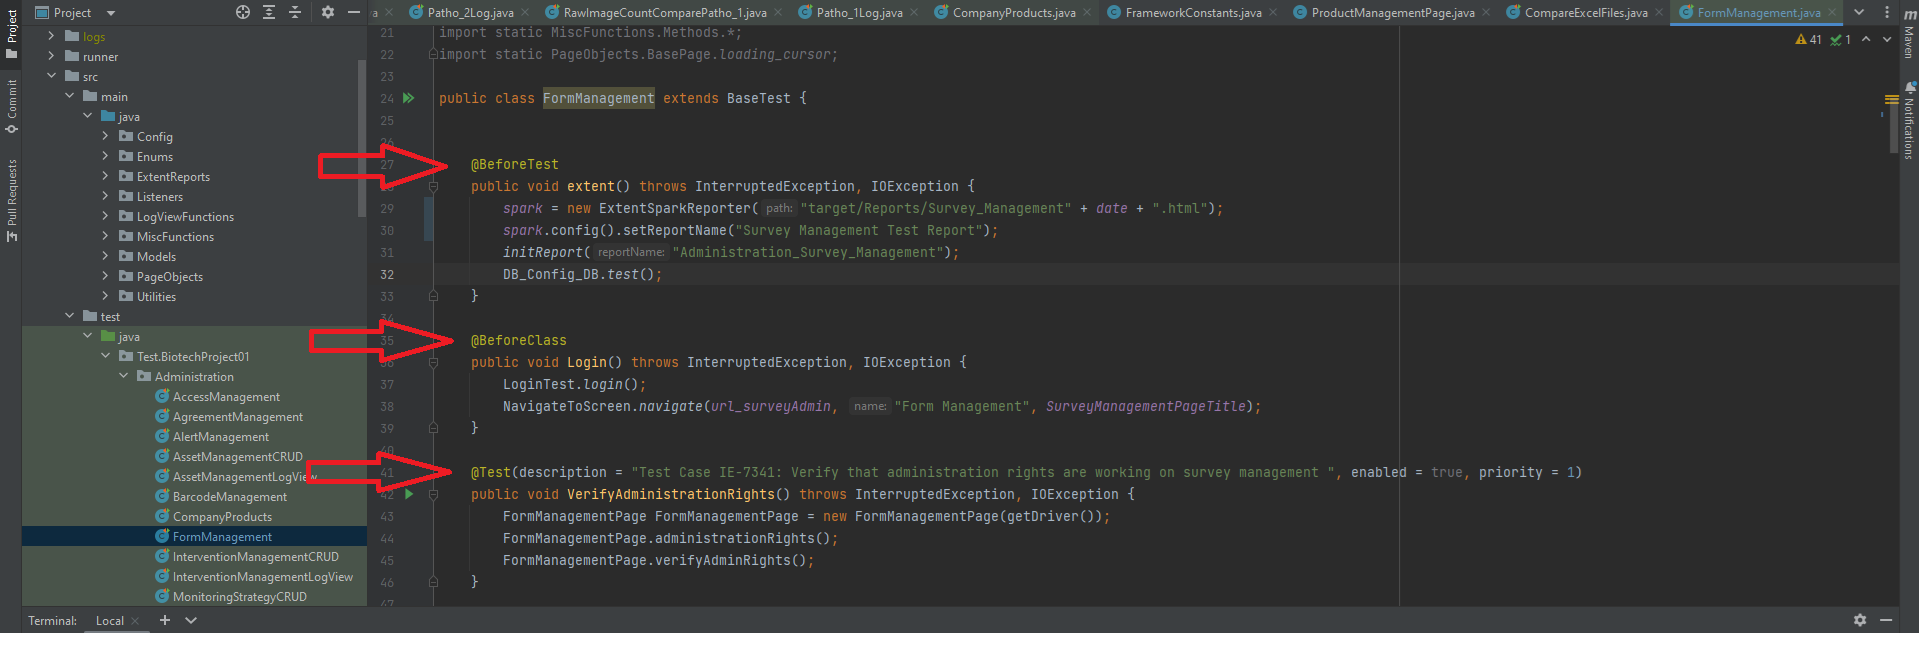 Project
Patho_2Log.java
RawImageCountComparePatho_1.java
Patho_1Log.java
CompanyProducts.java
FrameworkConstants.java
ProductManagementPage.java
CompareExcelFiles.java
FormManagement.java
Project
Commit
Pull Requests
Maven
Notifications
41
1
logs
runner
src
main
java
Config
Enums
ExtentReports
Listeners
LogViewFunctions
MiscFunctions
Models
PageObjects
Utilities
test
java
Test.BiotechProject01
Administration
AccessManagement
AgreementManagement
AlertManagement
AssetManagementCRUD
AssetManagementLogView
BarcodeManagement
CompanyProducts
FormManagement
InterventionManagementCRUD
InterventionManagementLogView
MonitoringStrategyCRUD
21 import static MiscFunctions.Methods.*;
22 import static PageObjects.BasePage.loading_cursor;
23
24 public class FormManagement extends BaseTest {
25
26
27 @BeforeTest
28 public void extent() throws InterruptedException, IOException {
29 spark = new ExtentSparkReporter( path: "target/Reports/Survey_Management" + date + ".html");
30 spark.config().setReportName("Survey Management Test Report");
31 initReport( reportName: "Administration_Survey_Management");
32 DB_Config_DB.test();
33 }
34
35 @BeforeClass
36 public void Login() throws InterruptedException, IOException {
37 LoginTest.login();
38 NavigateToScreen.navigate(url_surveyAdmin, name: "Form Management", SurveyManagementPageTitle);
39 }
40
41 @Test(description = "Test Case IE-7341: Verify that administration rights are working on survey management ", enabled = true, priority = 1)
42 public void VerifyAdministrationRights() throws InterruptedException, IOException {
43 FormManagementPage FormManagementPage = new FormManagementPage(getDriver());
44 FormManagementPage.administrationRights();
45 FormManagementPage.verifyAdminRights();
46 }
47
Terminal: Local